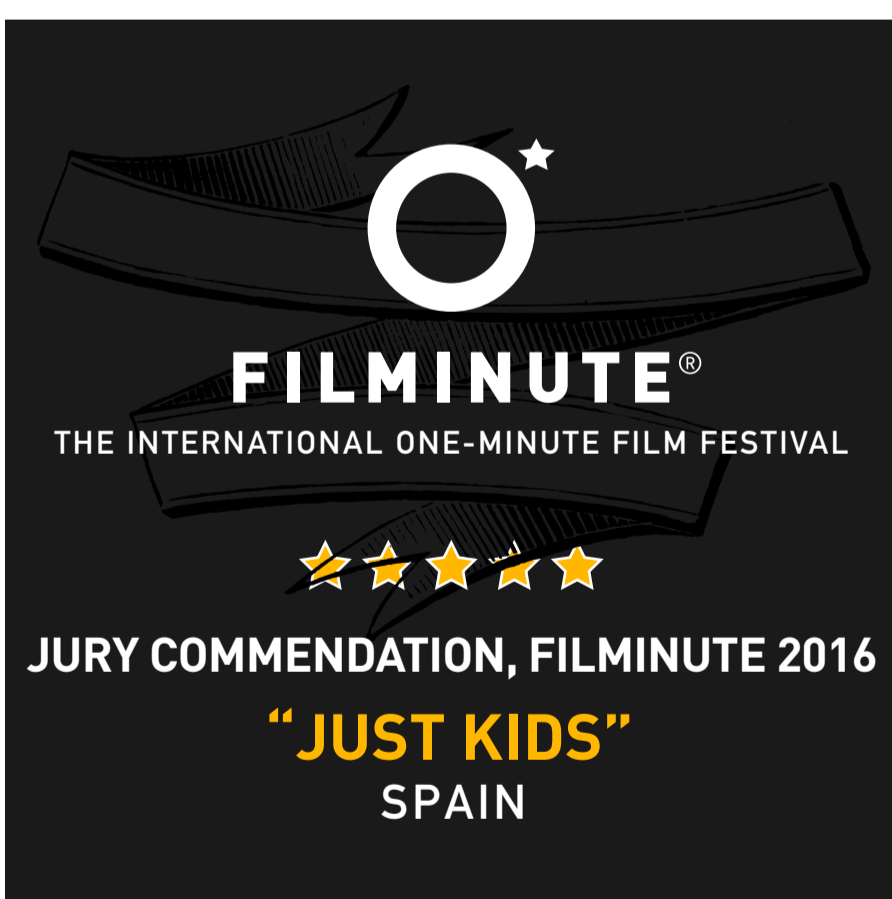 FILMINUTE®
THE INTERNATIONAL ONE-MINUTE FILM FESTIVAL
JURY COMMENDATION, FILMINUTE 2016
“JUST KIDS”
SPAIN